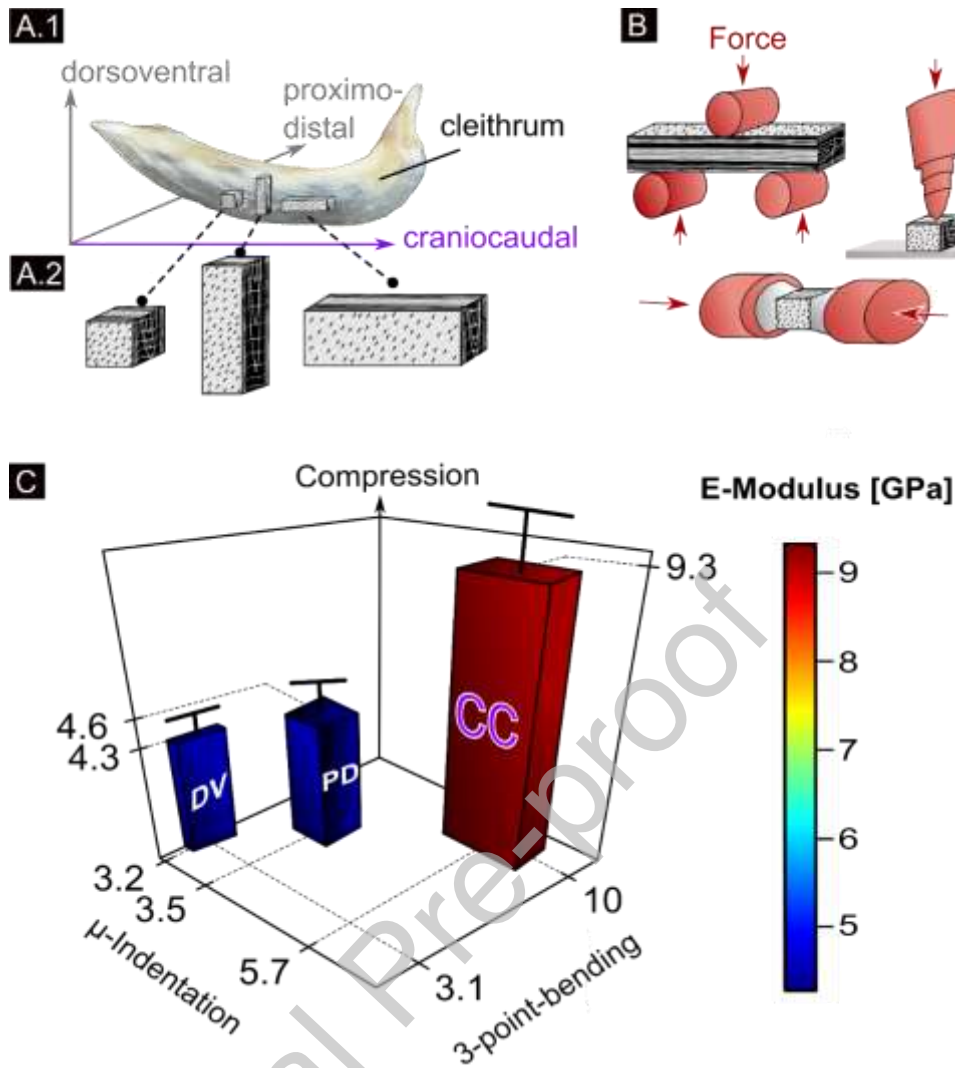 A.1
dorsoventral
proximo-
distal
cleithrum
craniocaudal
A.2
B
Force
C
Compression
E-Modulus [GPa]
9.3
4.6
4.3
DV
PD
CC
3.2
3.5
5.7
μ-Indentation
10
3.1
3-point-bending
9
8
7
6
5
al Pre-proof